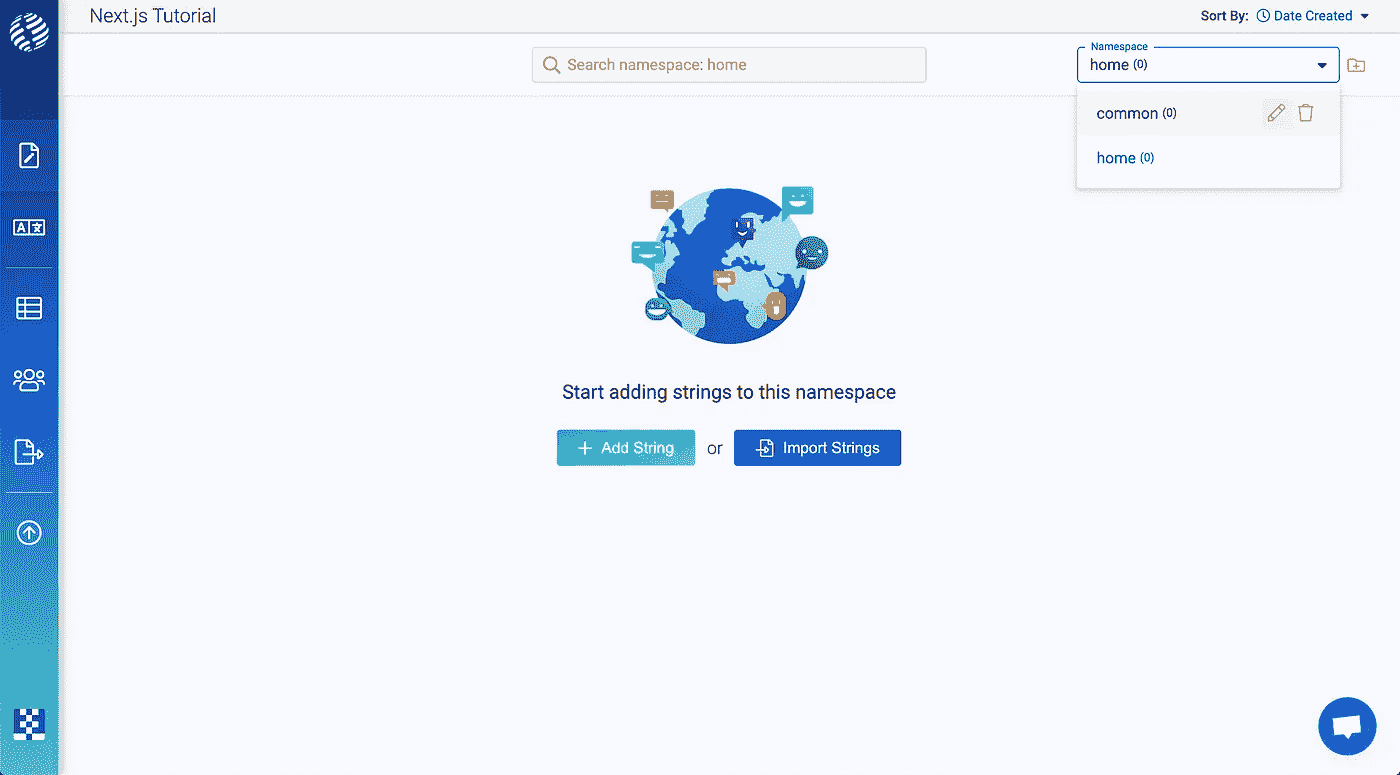 Next.js Tutorial
Sort By: Date Created
Search namespace: home
Namespace
home (0)
common (0)
home (0)
A文
Start adding strings to this namespace
+ Add String or Import Strings